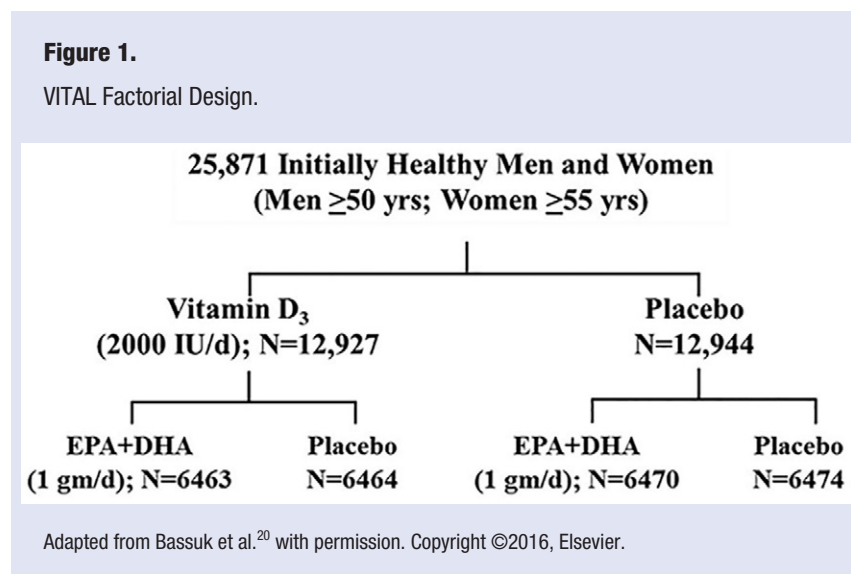 Figure 1.
VITAL Factorial Design.
25,871 Initially Healthy Men and Women
(Men ≥50 yrs; Women ≥55 yrs)
Vitamin D₃
(2000 IU/d); N=12,927
Placebo
N=12,944
EPA+DHA
(1 gm/d); N=6463
Placebo
N=6464
EPA+DHA
(1 gm/d); N=6470
Placebo
N=6474
Adapted from Bassuk et al.²⁰ with permission. Copyright ©2016, Elsevier.